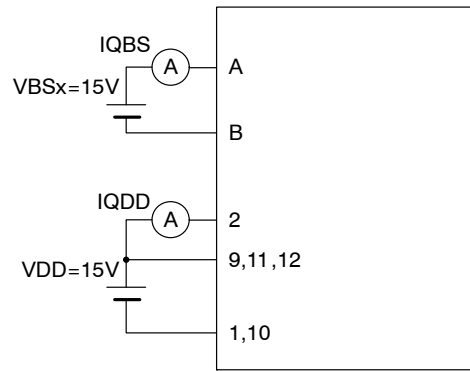 IQBS
A
A
VBSx=15V
B
IQDD
A
2
9,11,12
VDD=15V
1,10